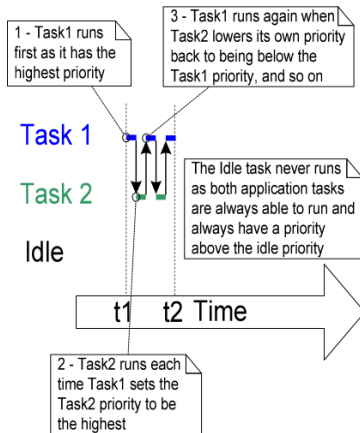 1 - Task1 runs
first as it has the
highest priority
3 - Task1 runs again when
Task2 lowers its own priority
back to being below the
Task1 priority, and so on
Task 1
Task 2
Idle
The Idle task never runs
as both application tasks
are always able to run and
always have a priority
above the idle priority
t1 t2 Time
2 - Task2 runs each
time Task1 sets the
Task2 priority to be
the highest